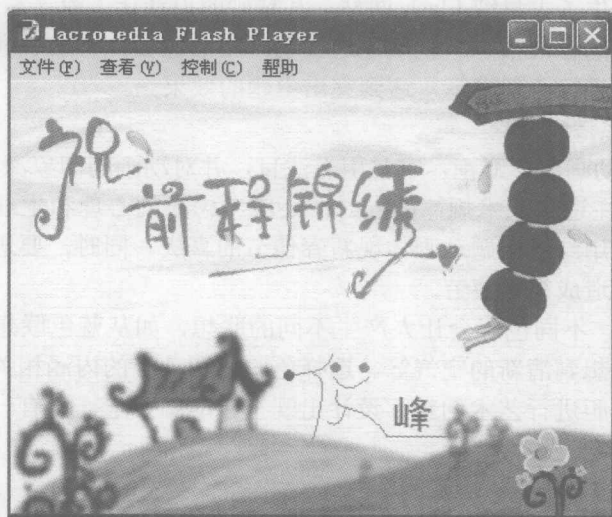 Macromedia Flash Player
文件(F) 查看(V) 控制(C) 帮助
祝
前程锦绣
峰